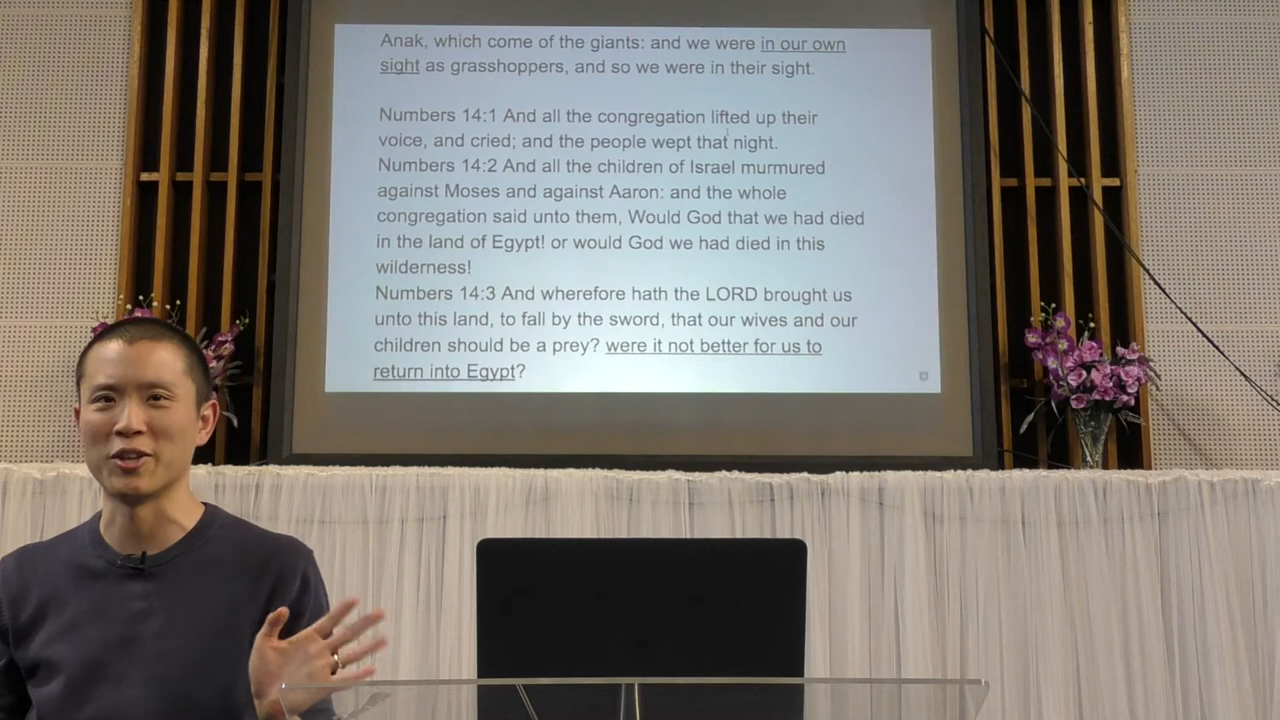 Anak, which come of the giants: and we were in our own
sight as grasshoppers, and so we were in their sight.
Numbers 14:1 And all the congregation lifted up their
voice, and cried; and the people wept that night.
Numbers 14:2 And all the children of Israel murmured
against Moses and against Aaron: and the whole
congregation said unto them, Would God that we had died
in the land of Egypt! or would God we had died in this
wilderness!
Numbers 14:3 And wherefore hath the LORD brought us
unto this land, to fall by the sword, that our wives and our
children should be a prey? were it not better for us to
return into Egypt?